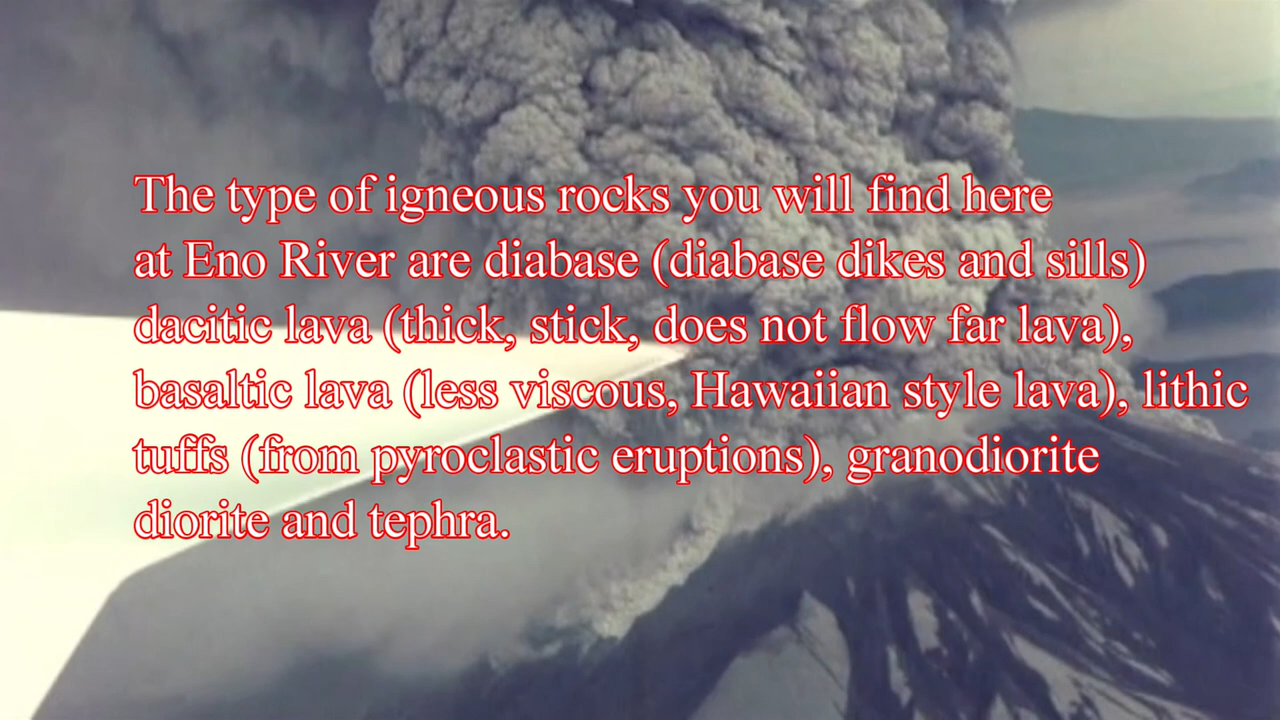 The type of igneous rocks you will find here
at Eno River are diabase (diabase dikes and sills)
dacitic lava (thick, stick, does not flow far lava),
basaltic lava (less viscous, Hawaiian style lava), lithic
tuffs (from pyroclastic eruptions), granodiorite
diorite and tephra.